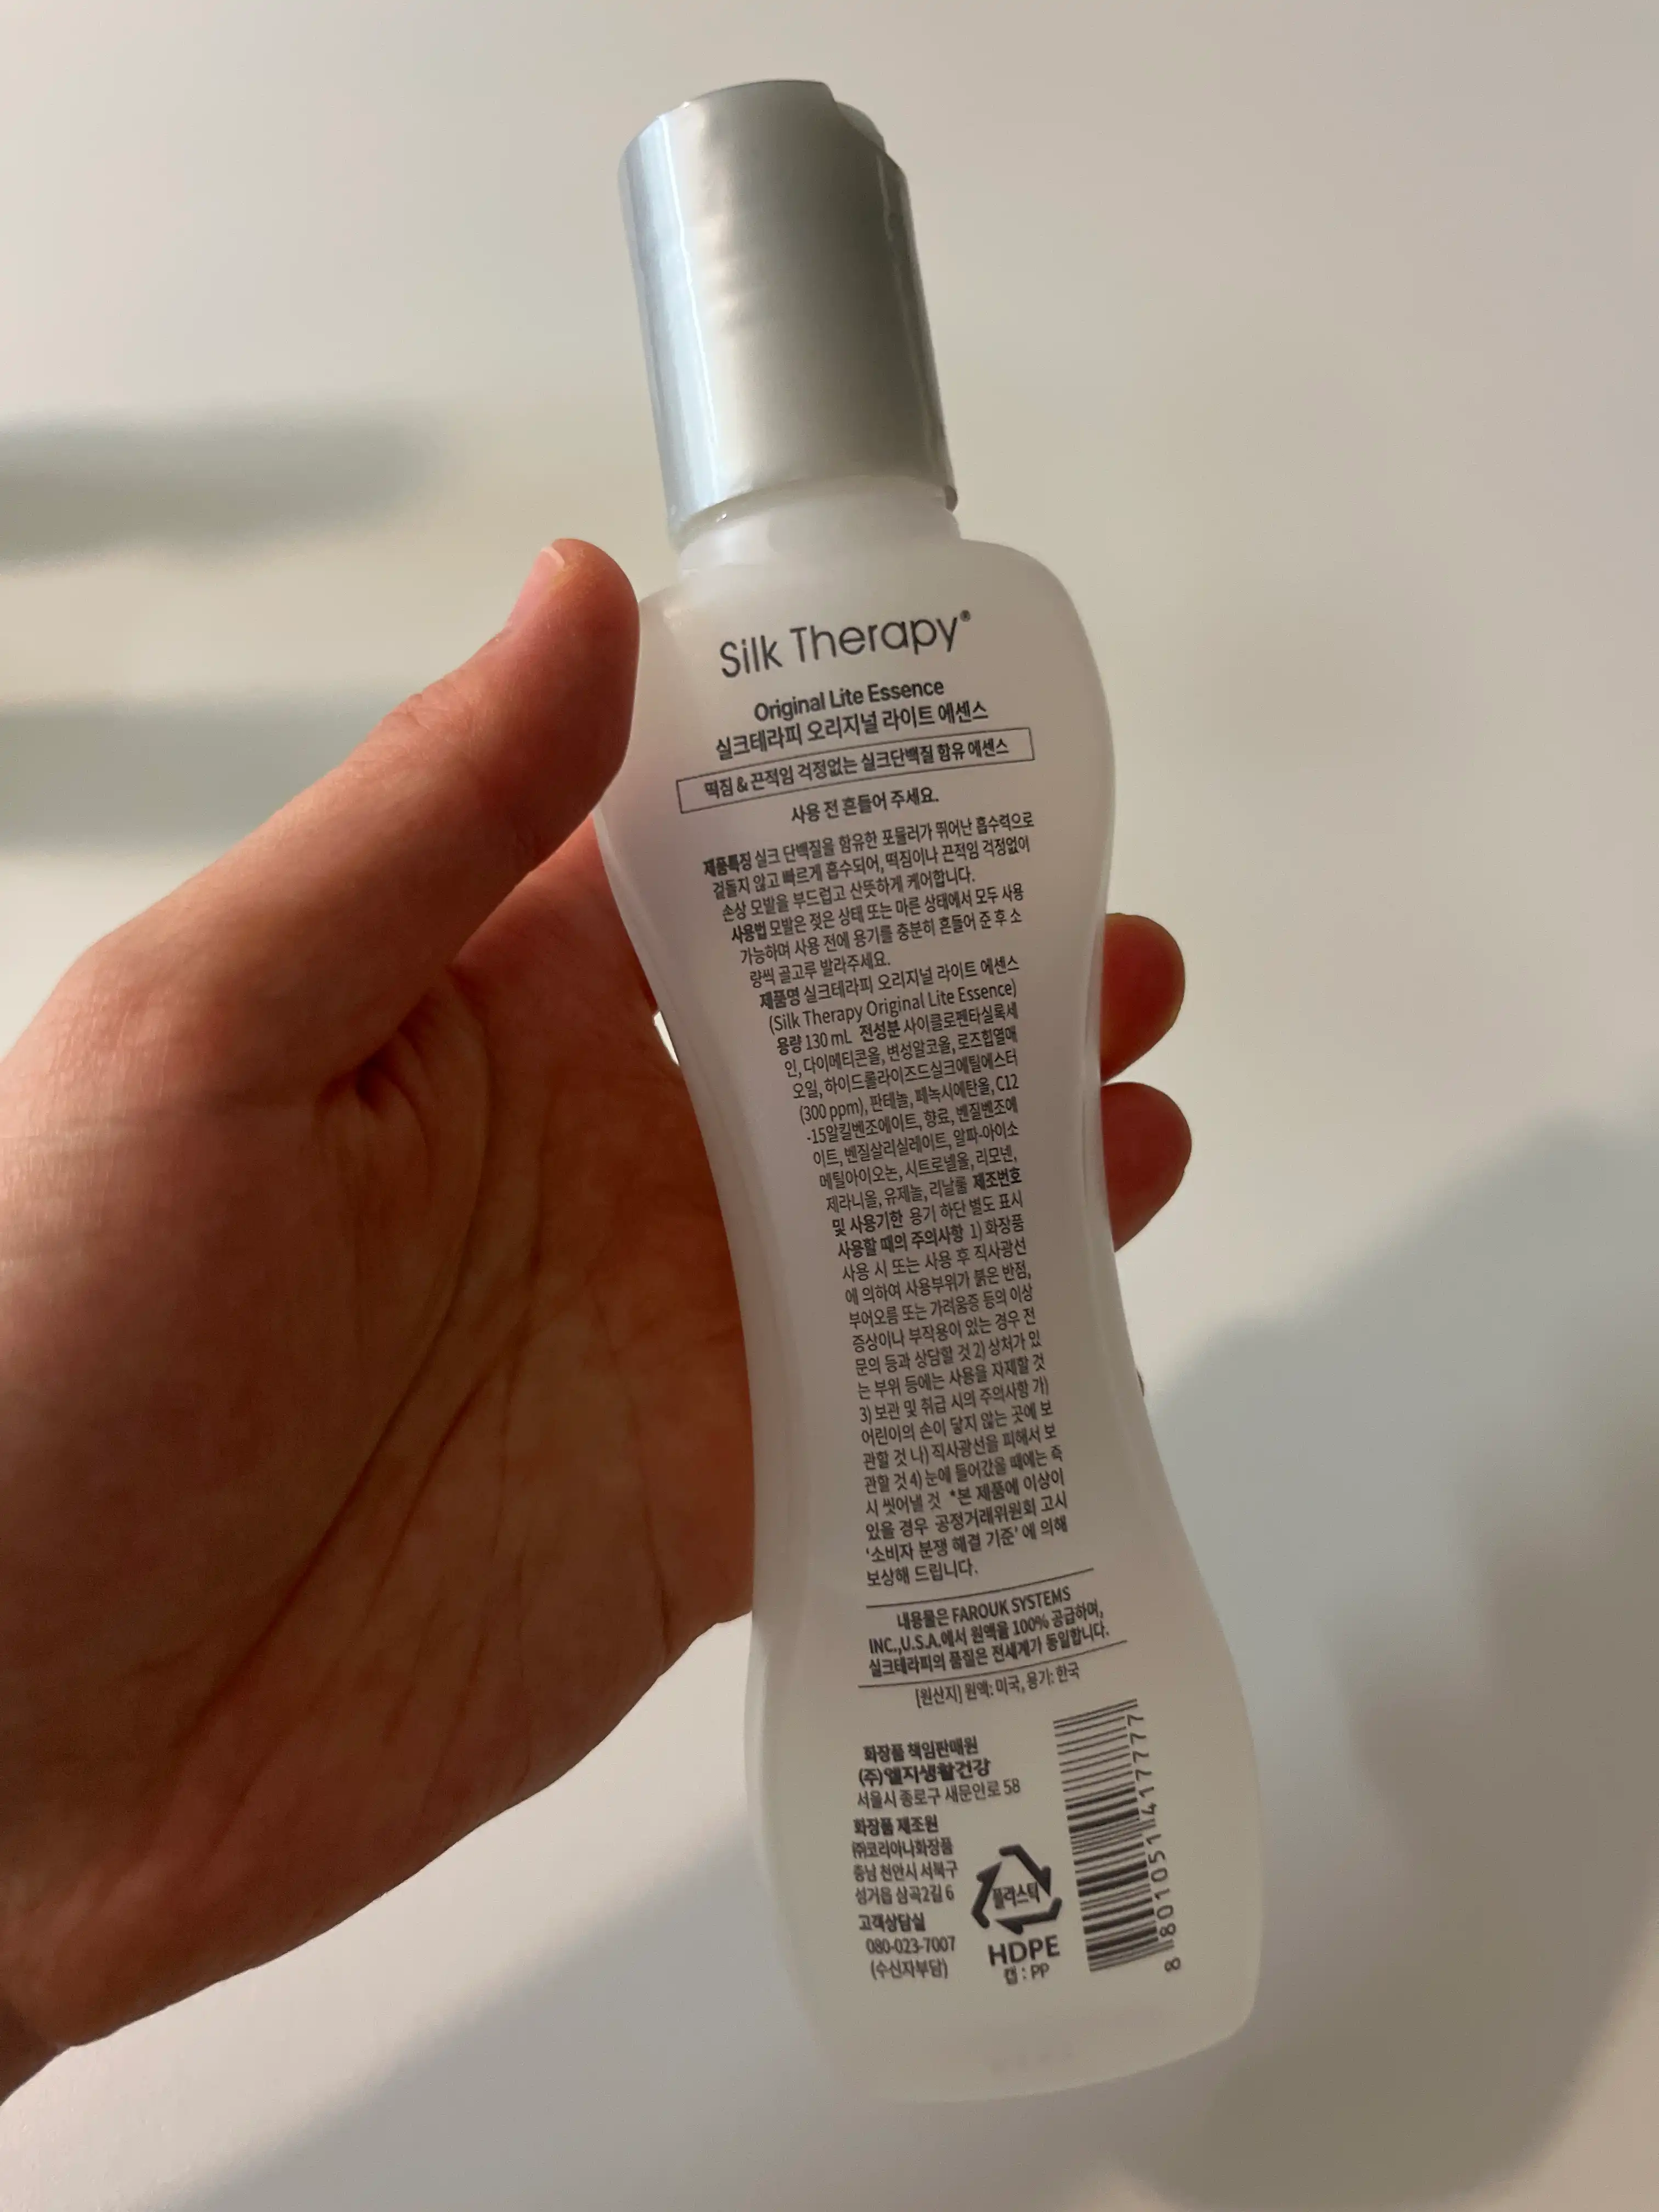 Silk Therapy®
Original Lite Essence
실크테라피 오리지널 라이트 에센스
떡짐 & 끈적임 걱정없는 실크단백질 함유 에센스
사용 전 흔들어 주세요.
제품특징 실크 단백질을 함유한 포뮬러가 뛰어난 흡수력으로
겉돌지 않고 빠르게 흡수되어, 떡짐이나 끈적임 걱정없이
손상 모발을 부드럽고 산뜻하게 케어합니다.
사용법 모발은 젖은 상태 또는 마른 상태에서 모두 사용
가능하며 사용 전에 용기를 충분히 흔들어 준 후 소
량씩 골고루 발라주세요.
제품명 실크테라피 오리지널 라이트 에센스
(Silk Therapy Original Lite Essence)
용량 130 mL 전성분 사이클로펜타실록세
인, 다이메티콘올, 변성알코올, 로즈힙열매
오일, 하이드롤라이즈드실크에틸에스터
(300 ppm), 판테놀, 페녹시에탄올, C12
-15알킬벤조에이트, 향료, 벤질벤조에
이트, 벤질살리실레이트, 알파-아이소
메틸아이오논, 시트로넬올, 리모넨,
제라니올, 유제놀, 리날룰 제조번호
및 사용기한 용기 하단 별도 표시
사용할 때의 주의사항 1) 화장품
사용 시 또는 사용 후 직사광선
에 의하여 사용부위가 붉은 반점,
부어오름 또는 가려움증 등의 이상
증상이나 부작용이 있는 경우 전
문의 등과 상담할 것 2) 상처가 있
는 부위 등에는 사용을 자제할 것
3) 보관 및 취급 시의 주의사항 가)
어린이의 손이 닿지 않는 곳에 보
관할 것 나) 직사광선을 피해서 보
관할 것 4) 눈에 들어갔을 때에는 즉
시 씻어낼 것 *본 제품에 이상이
있을 경우 공정거래위원회 고시
'소비자 분쟁 해결 기준' 에 의해
보상해 드립니다.
내용물은 FAROUK SYSTEMS
INC.,U.S.A.에서 원액을 100% 공급하며,
실크테라피의 품질은 전세계가 동일합니다.
[원산지] 원액: 미국, 용기: 한국
화장품 책임판매원
(주)엘지생활건강
서울시 종로구 새문안로 58
화장품 제조원
㈜코리아나화장품
충남 천안시 서북구
성거읍 삼곡2길 6
고객상담실
080-023-7007
(수신자부담)
플라스틱
HDPE
캡 : PP
8 801051 417777